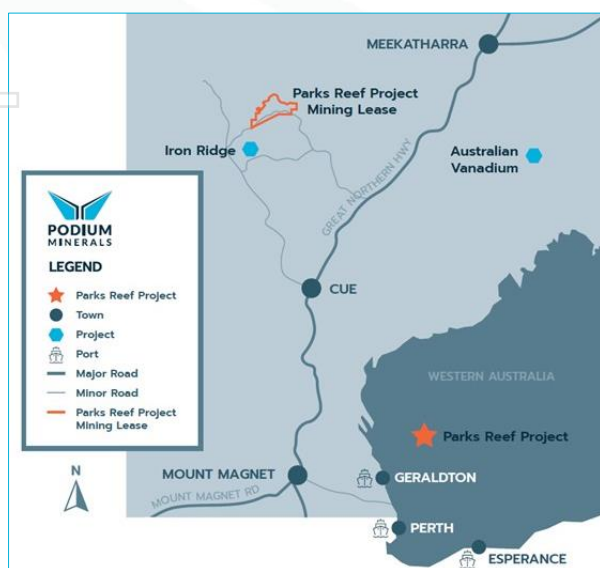 MEEKATHARRA
Parks Reef Project
Mining Lease
Iron Ridge
Australian
Vanadium
GREAT NORTHERN HWY
PODIUM
MINERALS
LEGEND
Parks Reef Project
Town
Project
Port
Major Road
Minor Road
Parks Reef Project
Mining Lease
CUE
WESTERN AUSTRALIA
Parks Reef Project
N
MOUNT MAGNET
MOUNT MAGNET RD
GERALDTON
PERTH
ESPERANCE